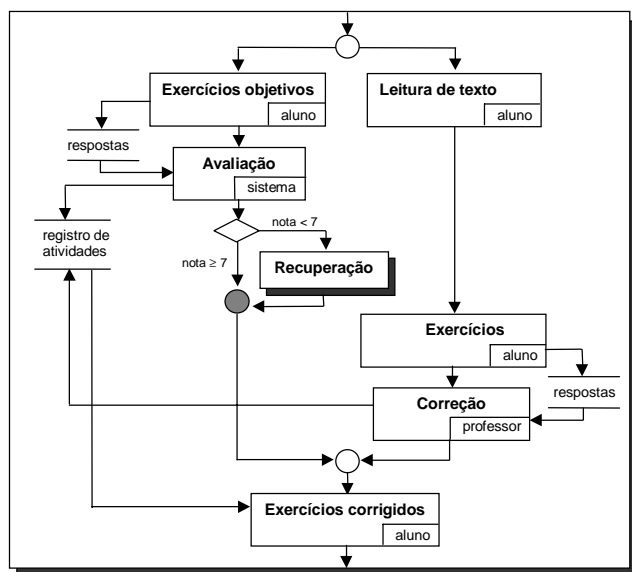 Exercícios objetivos
aluno
Leitura de texto
aluno
respostas
Avaliação
sistema
registro de
atividades
nota < 7
nota ≥ 7
Recuperação
Exercícios
aluno
respostas
Correção
professor
Exercícios corrigidos
aluno